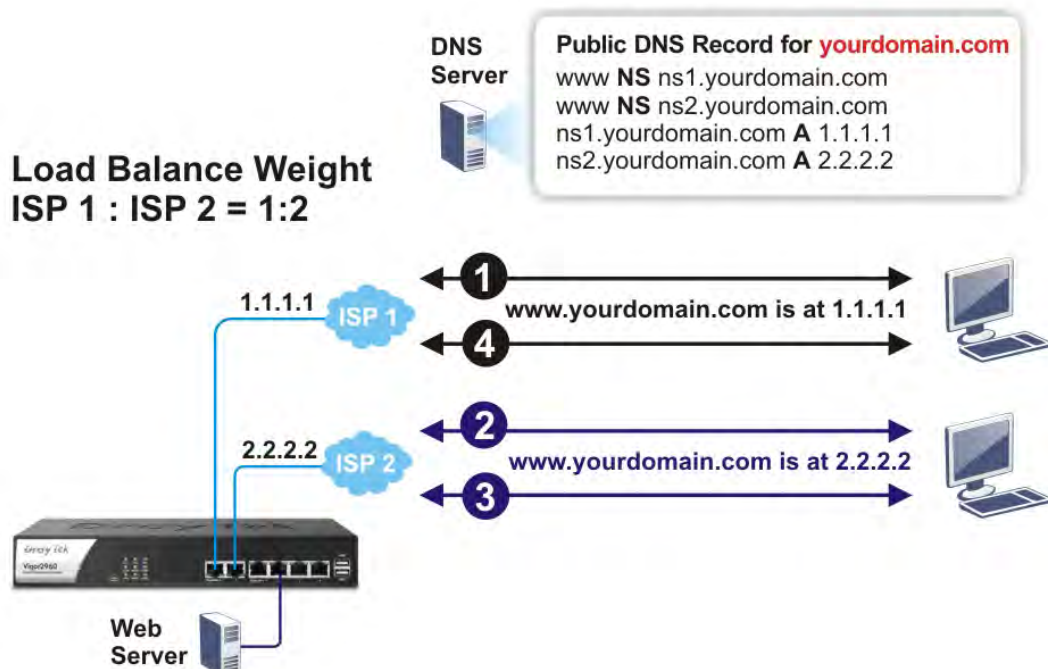 DNS
Server
Public DNS Record for yourdomain.com
www NS ns1.yourdomain.com
www NS ns2.yourdomain.com
ns1.yourdomain.com A 1.1.1.1
ns2.yourdomain.com A 2.2.2.2
Load Balance Weight
ISP 1 : ISP 2 = 1:2
1
1.1.1.1
ISP 1
www.yourdomain.com is at 1.1.1.1
4
2
2.2.2.2
ISP 2
www.yourdomain.com is at 2.2.2.2
3
Vigor2960
Web
Server